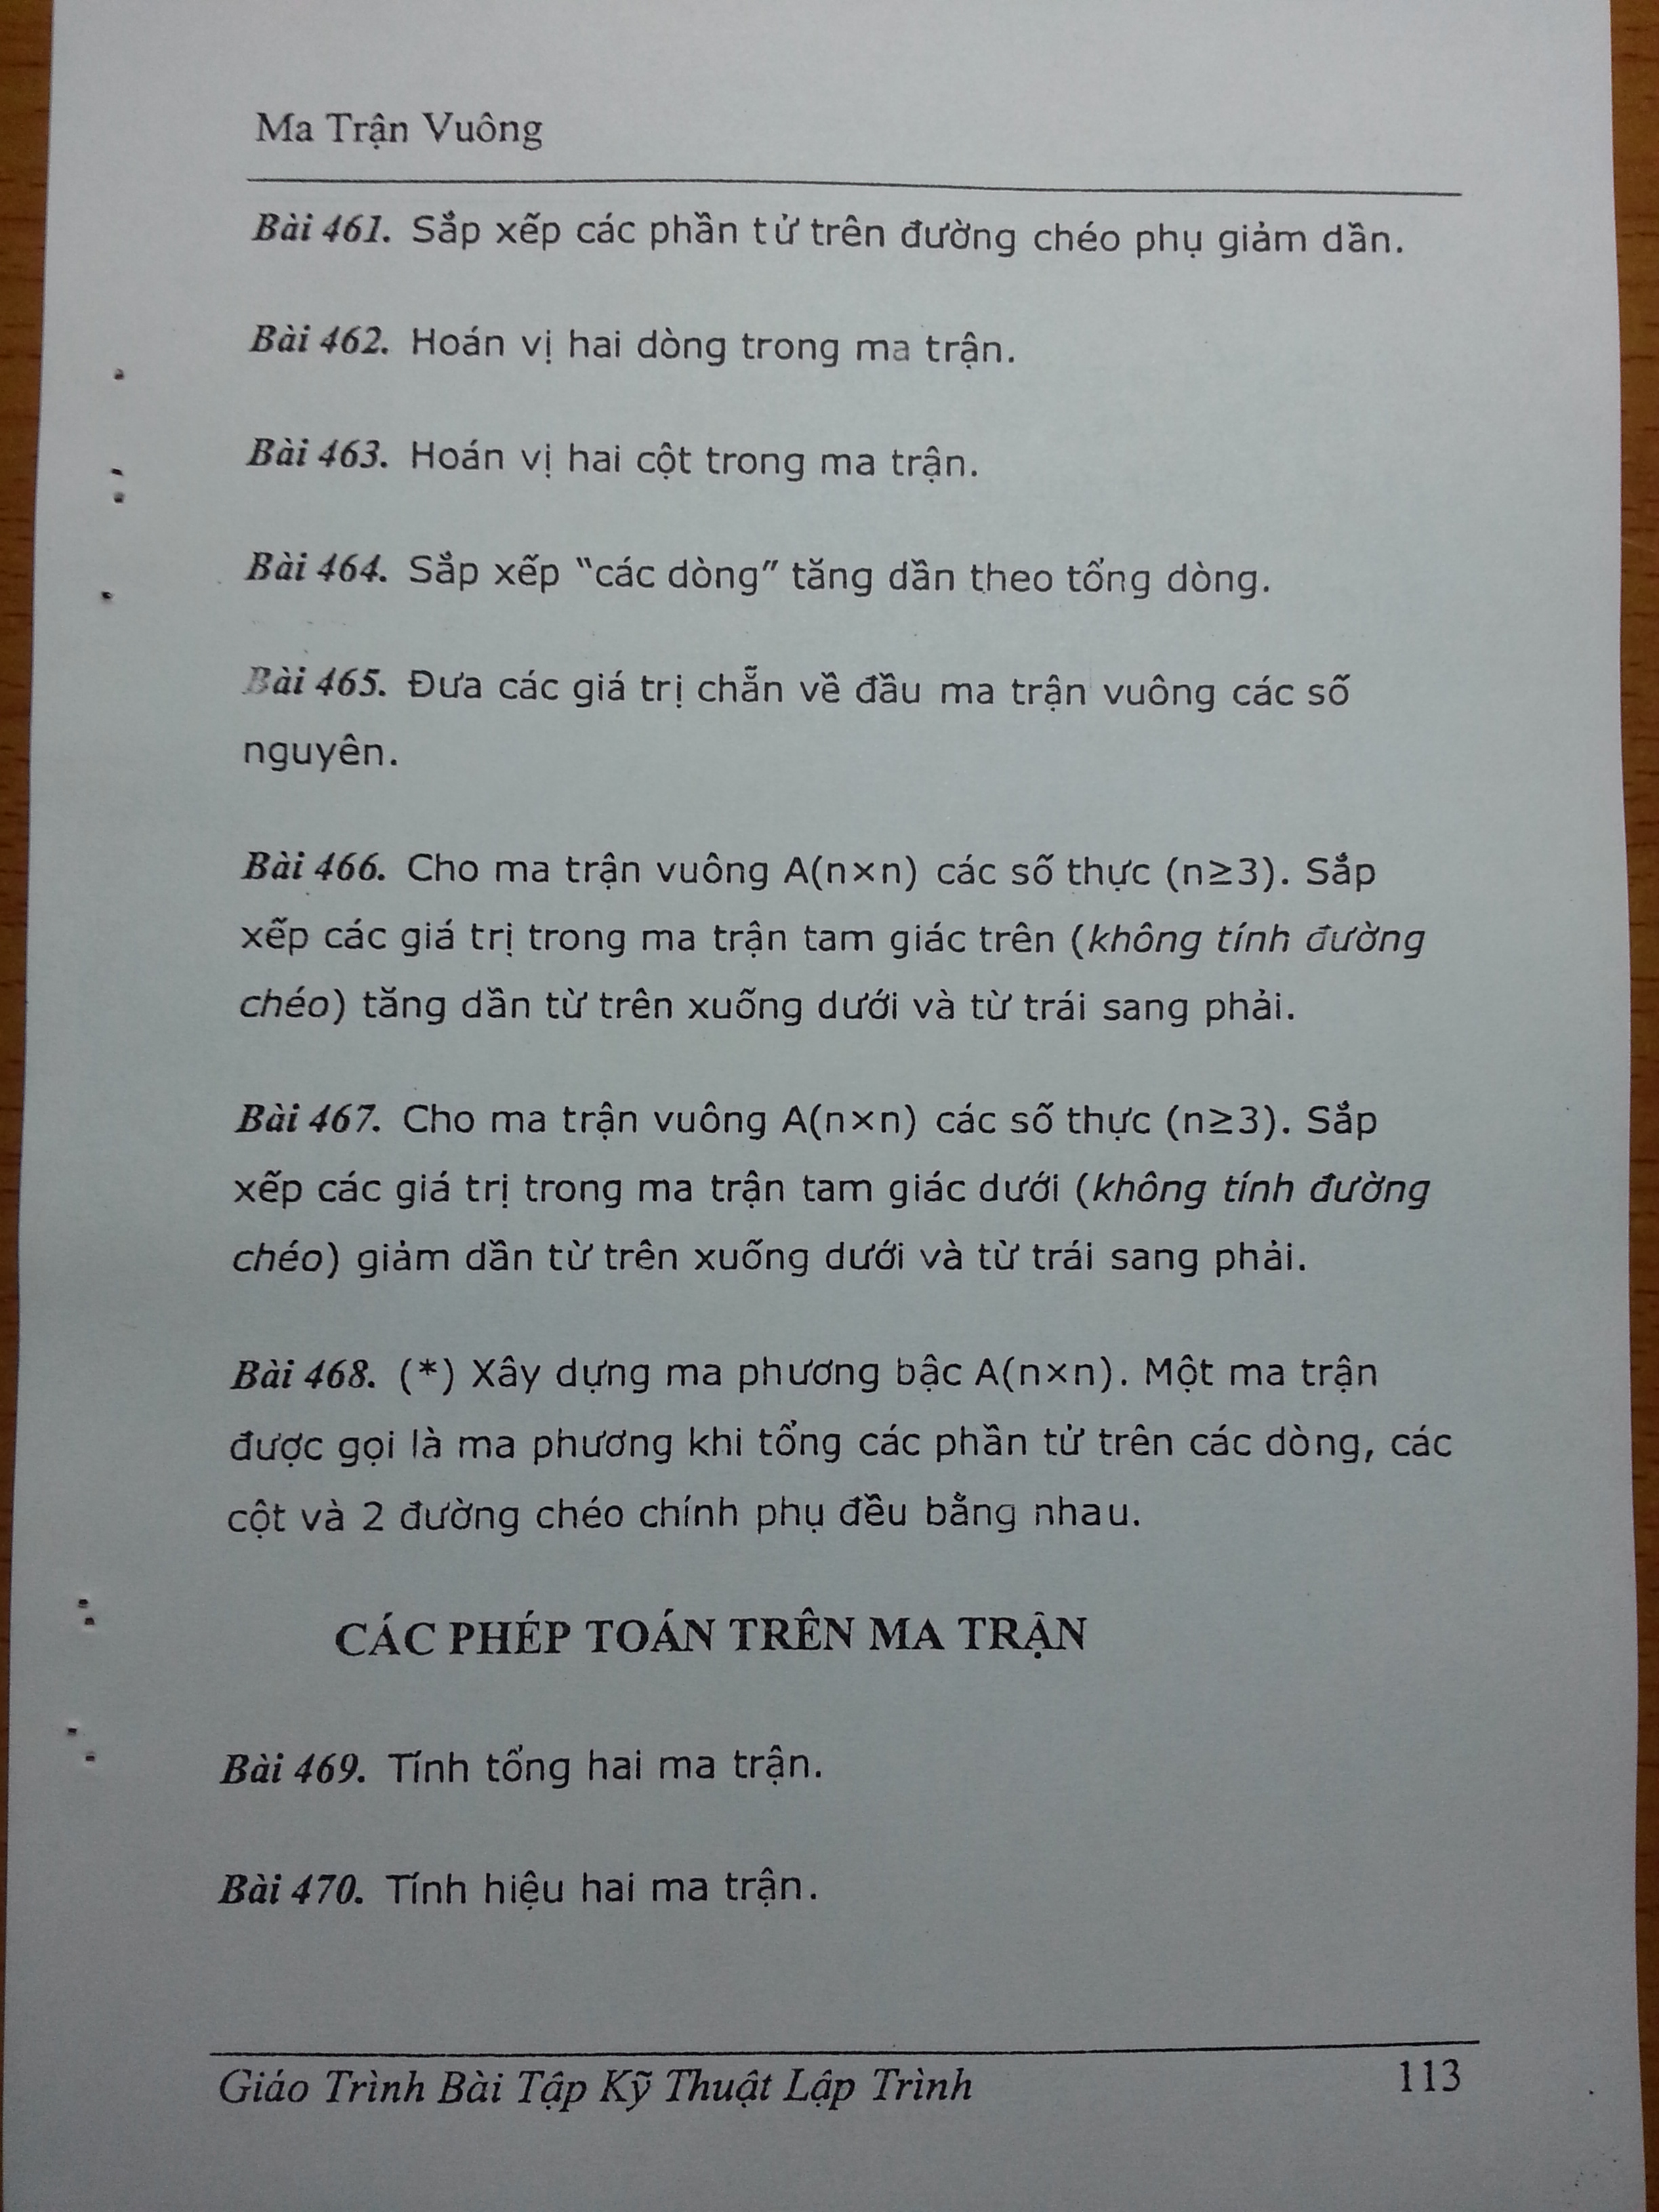 Ma Trận Vuông
Bài 461. Sắp xếp các phần tử trên đường chéo phụ giảm dần.
Bài 462. Hoán vị hai dòng trong ma trận.
Bài 463. Hoán vị hai cột trong ma trận.
Bài 464. Sắp xếp “các dòng” tăng dần theo tổng dòng.
Bài 465. Đưa các giá trị chẵn về đầu ma trận vuông các số
nguyên.
Bài 466. Cho ma trận vuông A(n×n) các số thực (n≥3). Sắp
xếp các giá trị trong ma trận tam giác trên (không tính đường
chéo) tăng dần từ trên xuống dưới và từ trái sang phải.
Bài 467. Cho ma trận vuông A(n×n) các số thực (n≥3). Sắp
xếp các giá trị trong ma trận tam giác dưới (không tính đường
chéo) giảm dần từ trên xuống dưới và từ trái sang phải.
Bài 468. (*) Xây dựng ma phương bậc A(n×n). Một ma trận
được gọi là ma phương khi tổng các phần tử trên các dòng, các
cột và 2 đường chéo chính phụ đều bằng nhau.
CÁC PHÉP TOÁN TRÊN MA TRẬN
Bài 469. Tính tổng hai ma trận.
Bài 470. Tính hiệu hai ma trận.
Giáo Trình Bài Tập Kỹ Thuật Lập Trình 113